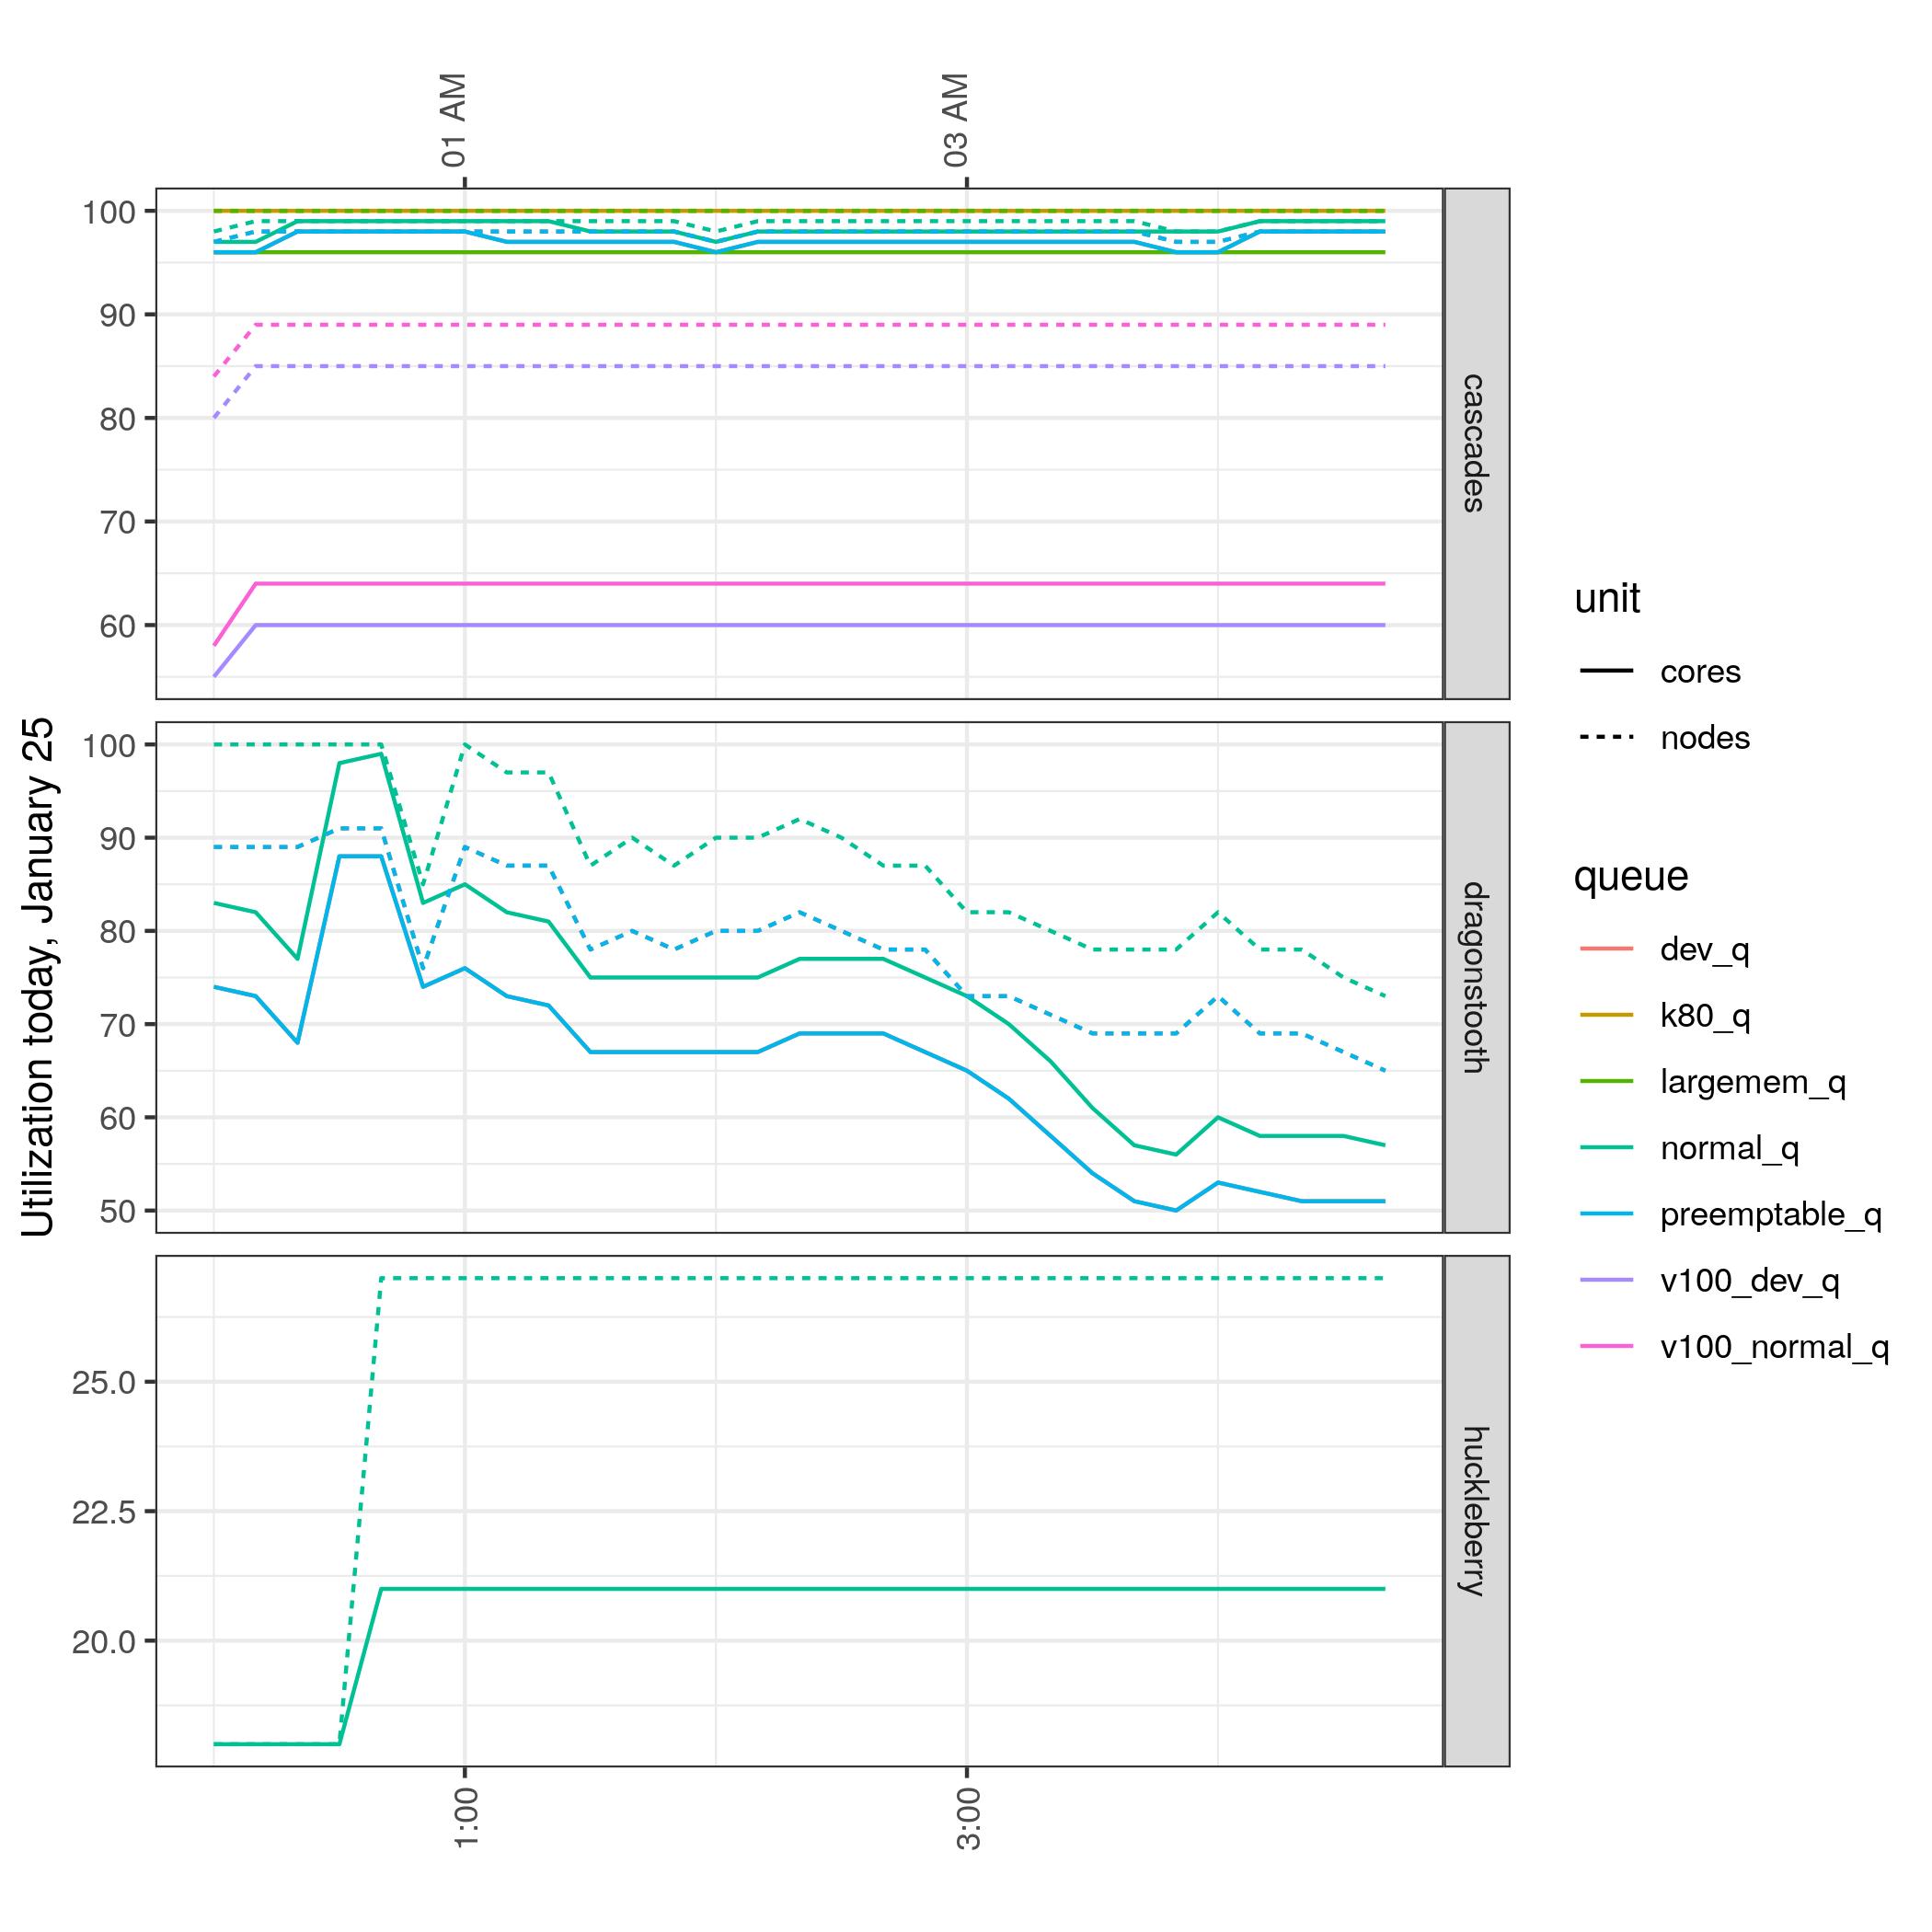 01 AM
03 AM
Utilization today, January 25
100
90
80
70
60
cascades
100
90
80
70
60
50
dragonstooth
25.0
22.5
20.0
huckleberry
1:00
3:00
unit
cores
nodes
queue
dev_q
k80_q
largemem_q
normal_q
preemptable_q
v100_dev_q
v100_normal_q